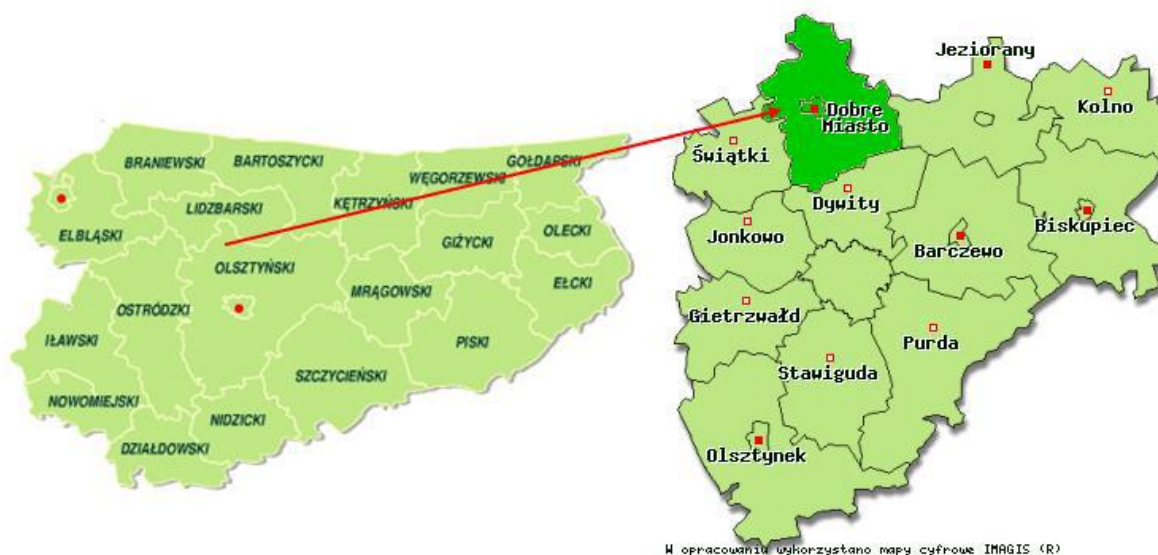 BRANIEWSKI
BARTOSZYCKI
GOŁDAPSKI
WĘGORZEWSKI
LIDZBARSKI
KĘTRZYŃSKI
ELBLĄSKI
GIŻYCKI
OLECKI
OLSZTYŃSKI
EŁCKI
MRĄGOWSKI
OSTRÓDZKI
IŁAWSKI
PISKI
SZCZYCIEŃSKI
NOWOMIEJSKI
NIDZICKI
DZIAŁDOWSKI
Jeziorany
Kolno
Dobre
Miasto
Świątki
Dywity
Biskupiec
Jonkowo
Barczewo
Gietrzwałd
Purda
Stawiguda
Olsztynek
W opracowaniu wykorzystano mapy cyfrowe IMAGIS (R)